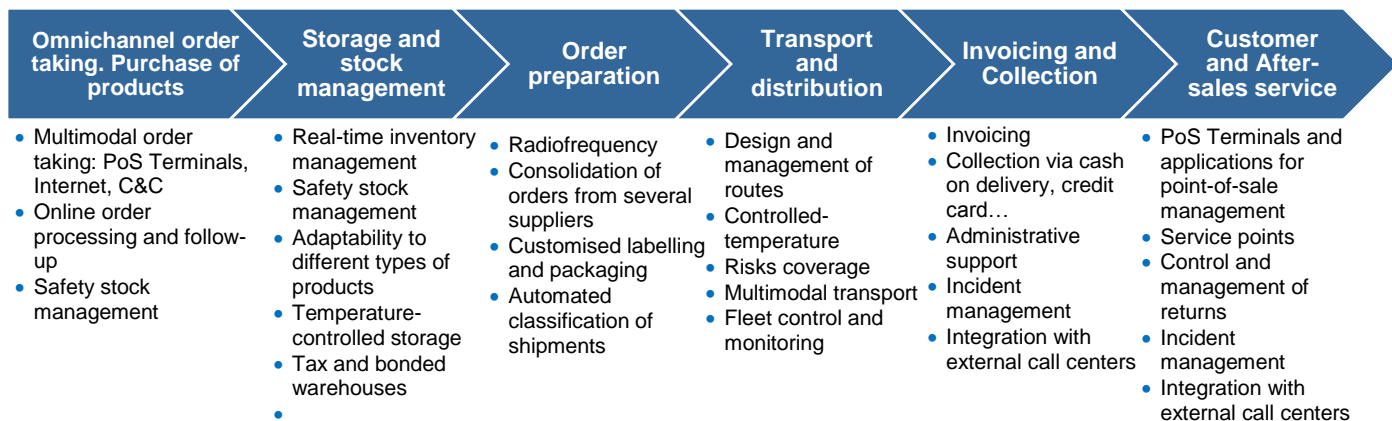 Omnichannel order
taking. Purchase of
products
Storage and
stock
management
Order
preparation
Transport
and
distribution
Invoicing and
Collection
Customer
and After-
sales service
• Multimodal order
taking: PoS Terminals,
Internet, C&C
• Online order
processing and follow-
up
• Safety stock
management
• Real-time inventory
management
• Safety stock
management
• Adaptability to
different types of
products
• Temperature-
controlled storage
• Tax and bonded
warehouses
•
• Radiofrequency
• Consolidation of
orders from several
suppliers
• Customised labelling
and packaging
• Automated
classification of
shipments
• Design and
management of
routes
• Controlled-
temperature
• Risks coverage
• Multimodal transport
• Fleet control and
monitoring
• Invoicing
• Collection via cash
on delivery, credit
card…
• Administrative
support
• Incident
management
• Integration with
external call centers
• PoS Terminals and
applications for
point-of-sale
management
• Service points
• Control and
management of
returns
• Incident
management
• Integration with
external call centers